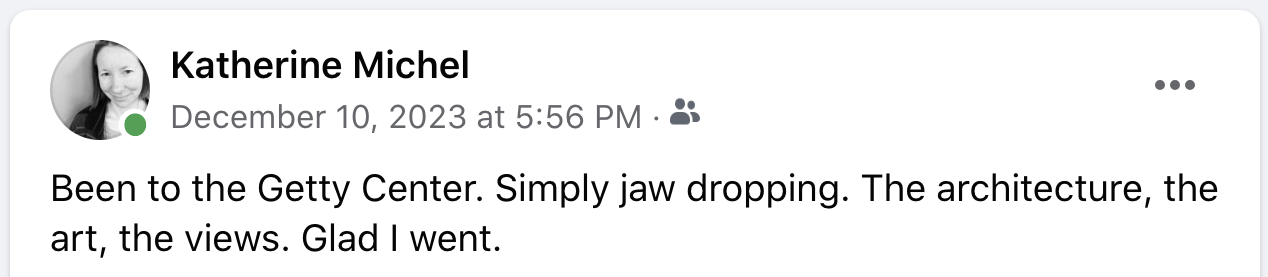 Katherine Michel
December 10, 2023 at 5:56 PM ·
Been to the Getty Center. Simply jaw dropping. The architecture, the
art, the views. Glad I went.